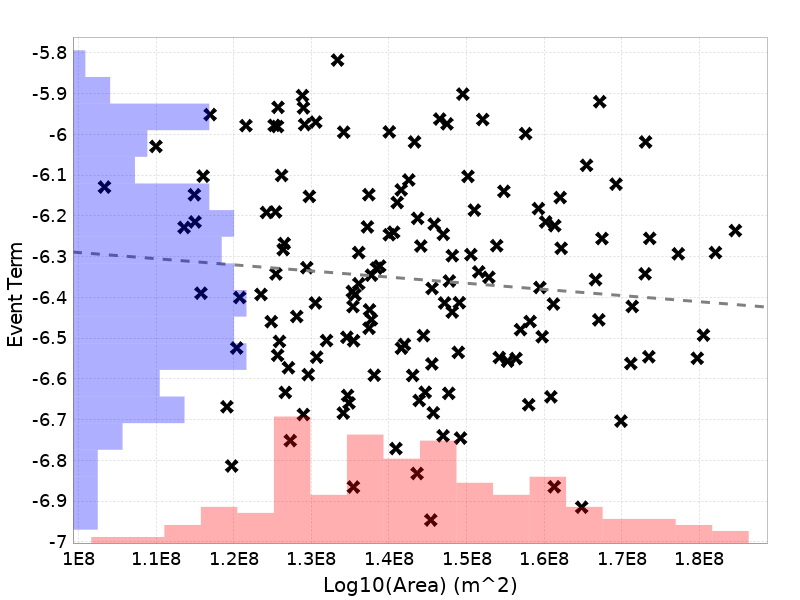 -5.8
-5.9
-6
-6.1
-6.2
-6.3
-6.4
-6.5
-6.6
-6.7
-6.8
-6.9
-7
Event Term
1E8
1.1E8
1.2E8
1.3E8
1.4E8
1.5E8
1.6E8
1.7E8
1.8E8
Log10(Area) (m^2)